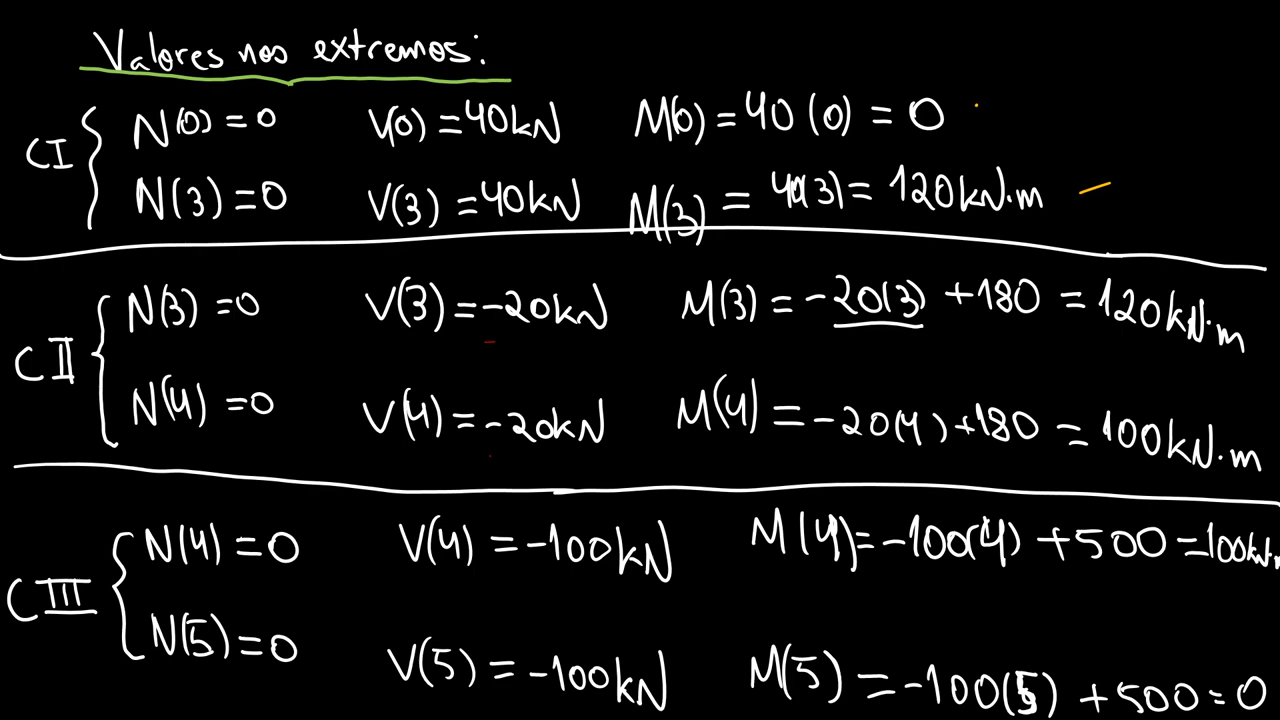 Valores nos extremos:
CI
N(0) = 0 V(0) = 40kN M(0) = 40 (0) = 0
N(3) = 0 V(3) = 40kN M(3) = 40(3) = 120kN.m
CII
N(3) = 0 V(3) = -20kN M(3) = -20(3) +180 = 120kN.m
N(4) = 0 V(4) = -20kN M(4) = -20(4) +180 = 100kN.m
CIII
N(4) = 0 V(4) = -100kN M(4) = -100(4) +500 = 100kN.m
N(5) = 0 V(5) = -100kN M(5) = -100(5) +500 = 0